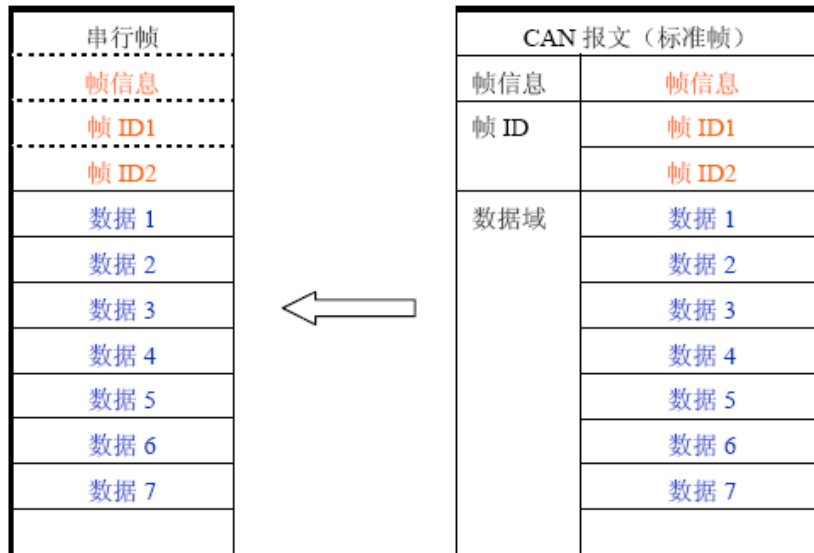 串行帧
帧信息
帧 ID1
帧 ID2
数据 1
数据 2
数据 3
数据 4
数据 5
数据 6
数据 7
CAN 报文（标准帧）
帧信息 帧信息
帧 ID 帧 ID1
帧 ID2
数据域 数据 1
数据 2
数据 3
数据 4
数据 5
数据 6
数据 7